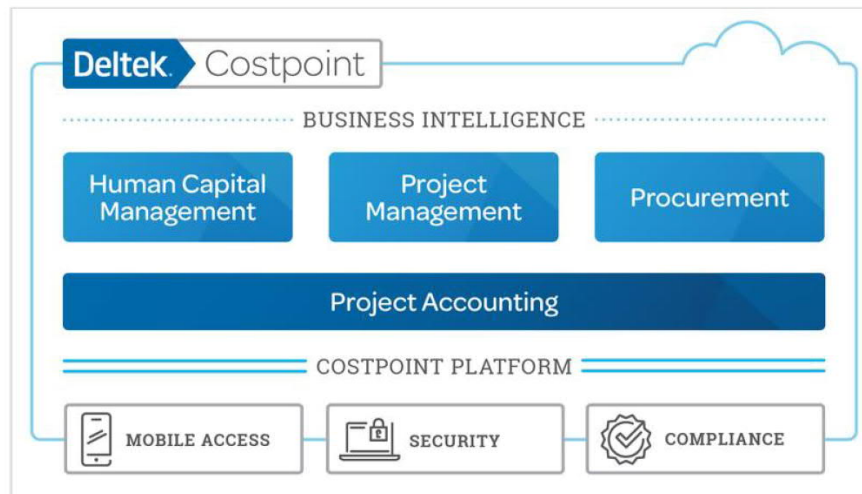 Deltek. Costpoint
BUSINESS INTELLIGENCE
Human Capital
Management
Project
Management
Procurement
Project Accounting
COSTPOINT PLATFORM
MOBILE ACCESS
SECURITY
COMPLIANCE